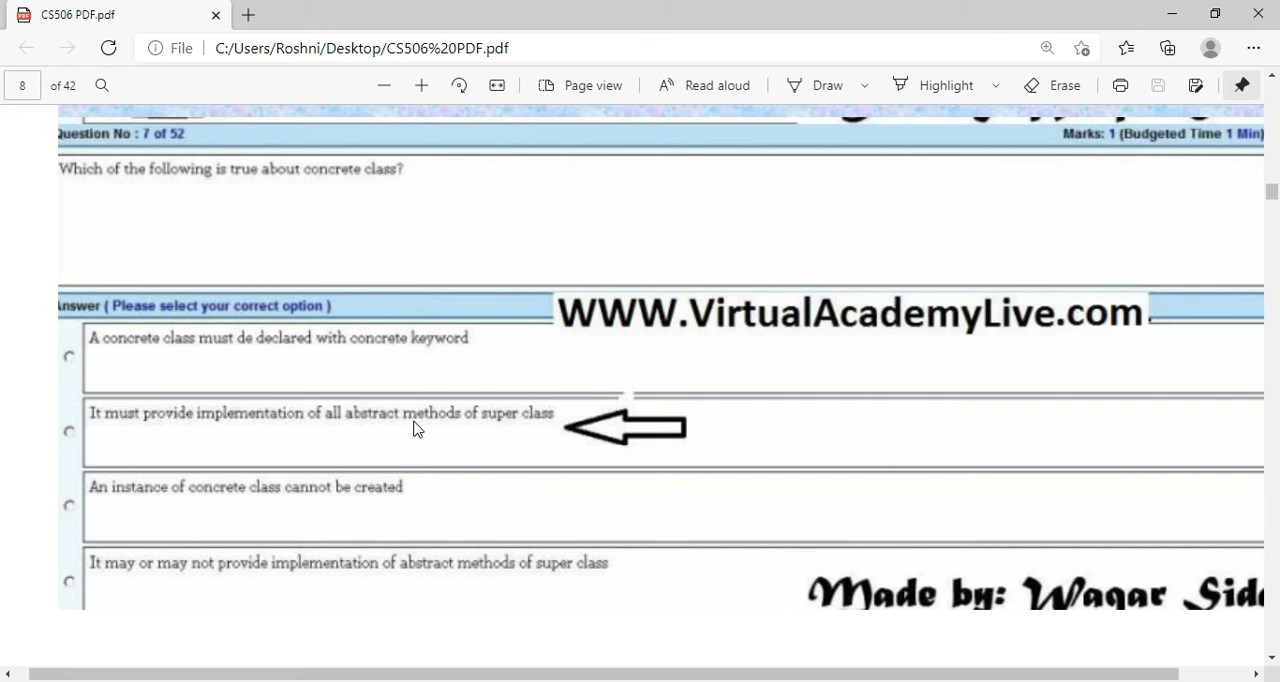 CS506 PDF.pdf
File C:/Users/Roshni/Desktop/CS506%20PDF.pdf
8 of 42 Page view Read aloud Draw Highlight Erase
Question No : 7 of 52 Marks: 1 (Budgeted Time 1 Min)
Which of the following is true about concrete class?
Answer ( Please select your correct option )
WWW.VirtualAcademyLive.com
A concrete class must de declared with concrete keyword
It must provide implementation of all abstract methods of super class
An instance of concrete class cannot be created
It may or may not provide implementation of abstract methods of super class
Made by: Waqar Sid